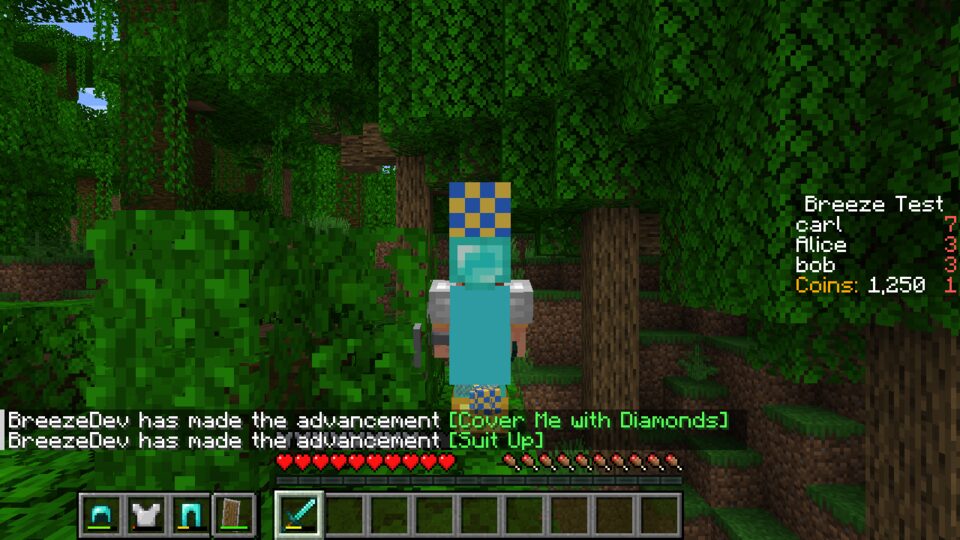 Breeze Test
carl 7
Alice 3
bob 3
Coins: 1,250 1
BreezeDev has made the advancement [Cover Me with Diamonds]
BreezeDev has made the advancement [Suit Up]